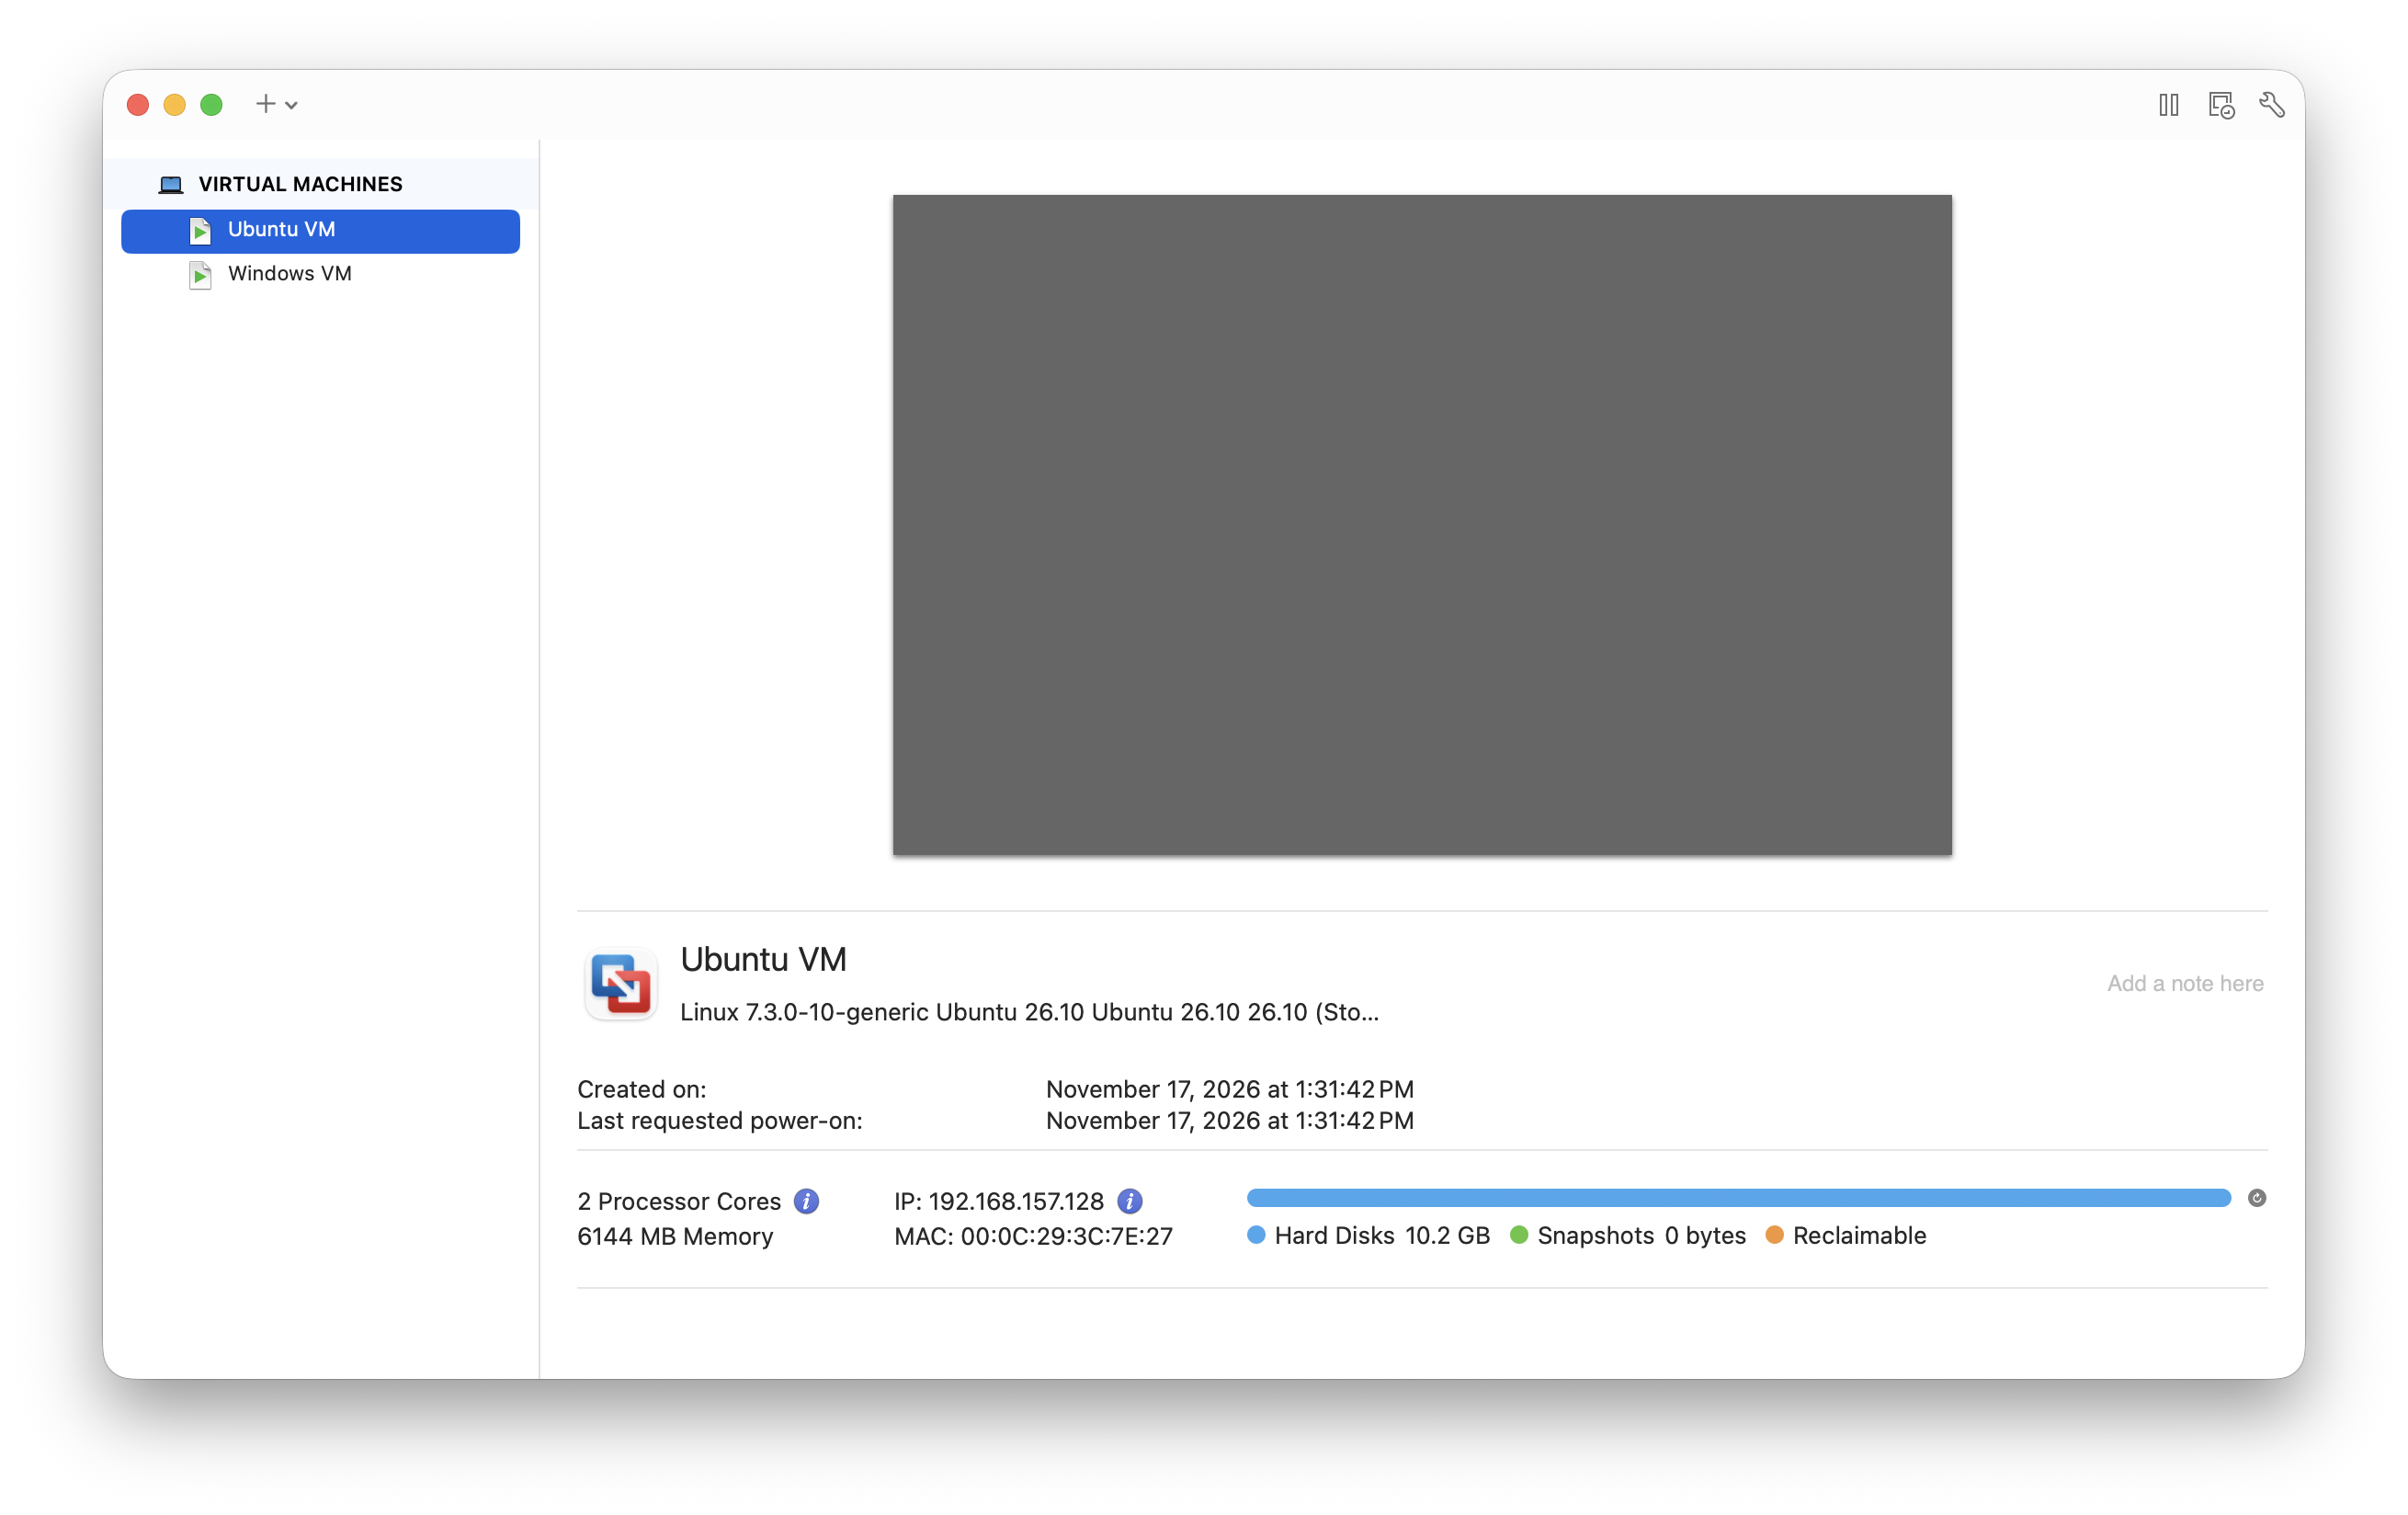 VIRTUAL MACHINES
Ubuntu VM
Windows VM
Ubuntu VM
Add a note here
Linux 7.3.0-10-generic Ubuntu 26.10 Ubuntu 26.10 26.10 (Sto...
Created on: November 17, 2026 at 1:31:42 PM
Last requested power-on: November 17, 2026 at 1:31:42 PM
2 Processor Cores
6144 MB Memory
IP: 192.168.157.128
MAC: 00:0C:29:3C:7E:27
Hard Disks 10.2 GB Snapshots 0 bytes Reclaimable